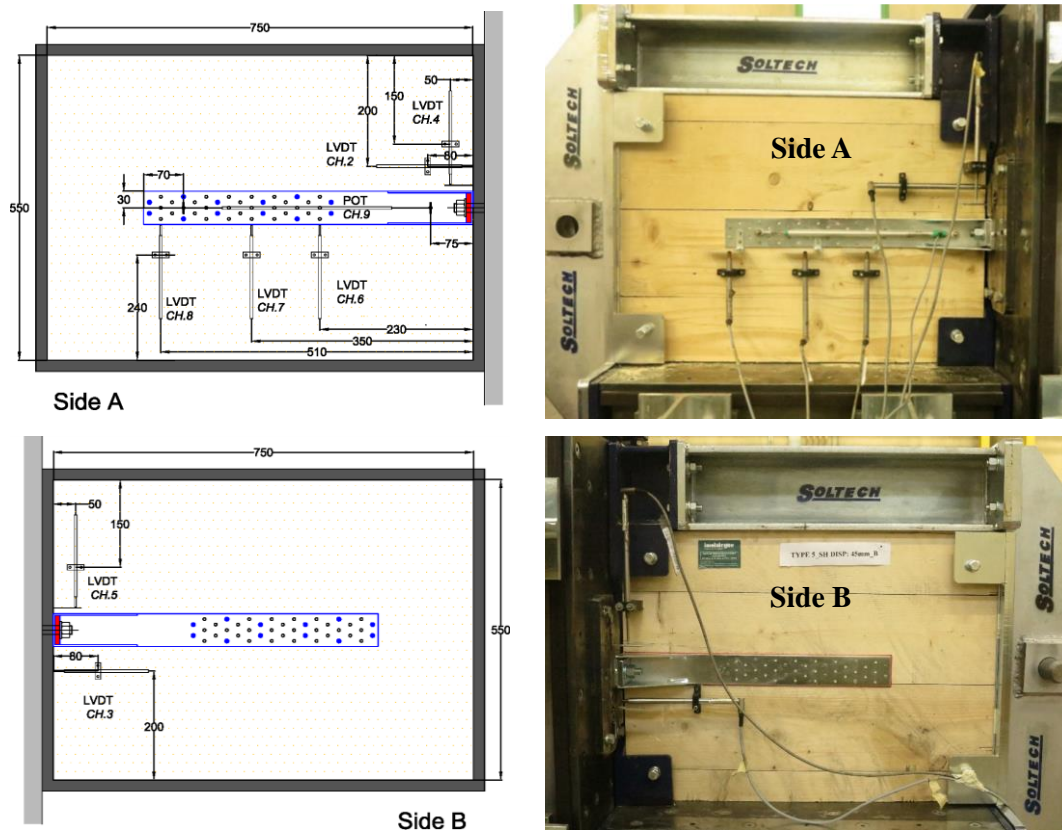 750
50
200
150
LVDT
CH.4
LVDT
CH.2
80
550
70
30
POT
CH.9
75
240
LVDT
CH.8
LVDT
CH.7
LVDT
CH.6
230
350
510
Side A
SOLTECH
SOLTECH
SOLTECH
Side A
750
50
150
LVDT
CH.5
550
60
LVDT
CH.3
200
Side B
SOLTECH
TYPE 5_SH DISP: 45mm_B
Side B
SOLTECH
SOLTECH